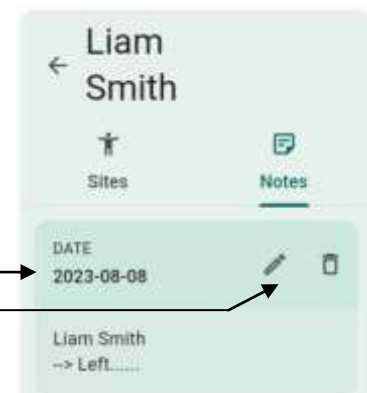 Liam
Smith
Sites
Notes
DATE
2023-08-08
Liam Smith
--> Left......